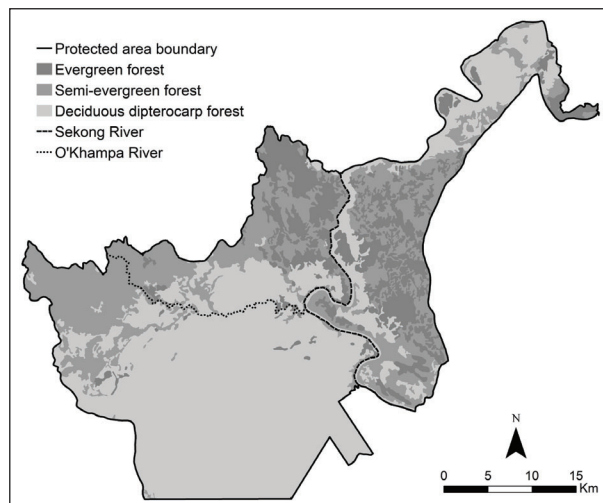 Protected area boundary
Evergreen forest
Semi-evergreen forest
Deciduous dipterocarp forest
Sekong River
O'Khampa River
N
0 5 10 15
Km